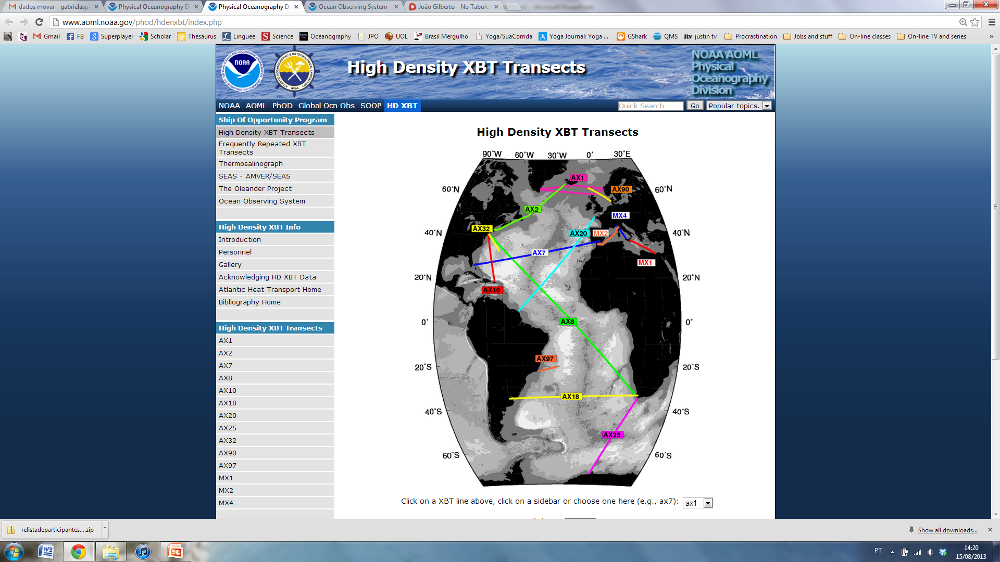 dados movar - gabrielaspi
Physical Oceanography Di
Physical Oceanography Di
Ocean Observing System
João Gilberto - No Tabulei
www.aoml.noaa.gov/phod/hdenxbt/index.php
Gmail FB Superplayer Scholar Thesaurus Linguee Science Oceanography JPO UOL Brasil Mergulho Yoga/SuaCorrida Yoga Journal: Yoga ... GShark QMS justin tv Procrastination Jobs and stuff On-line classes On-line TV and series »
NOAA
High Density XBT Transects
NOAA AOML
Physical
Oceanography
Division
NOAA AOML PhOD Global Ocn Obs SOOP HD XBT Quick Search Go Popular topics.
Ship Of Opportunity Program
High Density XBT Transects
Frequently Repeated XBT
Transects
Thermosalinograph
SEAS - AMVER/SEAS
The Oleander Project
Ocean Observing System
High Density XBT Info
Introduction
Personnel
Gallery
Acknowledging HD XBT Data
Atlantic Heat Transport Home
Bibliography Home
High Density XBT Transects
AX1
AX2
AX7
AX8
AX10
AX18
AX20
AX25
AX32
AX90
AX97
MX1
MX2
MX4
High Density XBT Transects
90°W 60°W 30°W 0° 30°E
AX1
60°N AX90 60°N
AX2
MX4
AX32
40°N AX20 MX2 40°N
AX7
MX1
20°N 20°N
AX10
0° AX8 0°
AX97
20°S 20°S
AX18
40°S 40°S
AX25
60°S 60°S
Click on a XBT line above, click on a sidebar or choose one here (e.g., ax7): ax1
relistadeparticipantes....zip
Show all downloads...
PT
14:20
15/08/2013